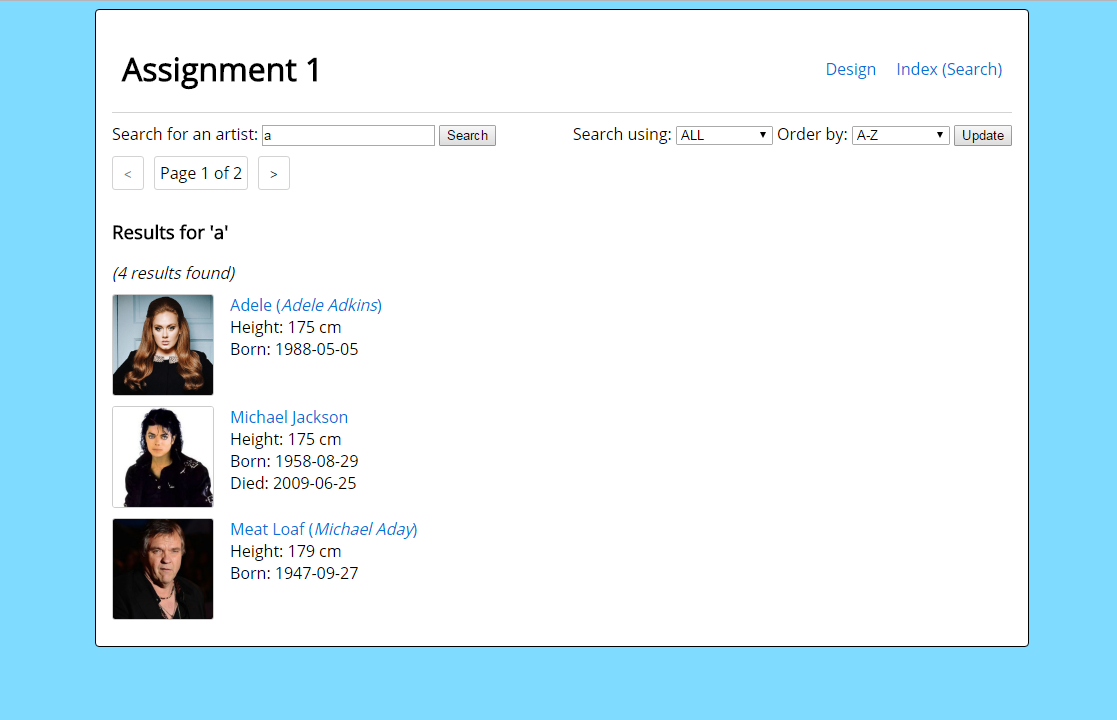 Assignment 1
Design Index (Search)
Search for an artist: a Search Search using: ALL Order by: A-Z Update
< Page 1 of 2 >
Results for 'a'
(4 results found)
Adele (Adele Adkins)
Height: 175 cm
Born: 1988-05-05
Michael Jackson
Height: 175 cm
Born: 1958-08-29
Died: 2009-06-25
Meat Loaf (Michael Aday)
Height: 179 cm
Born: 1947-09-27